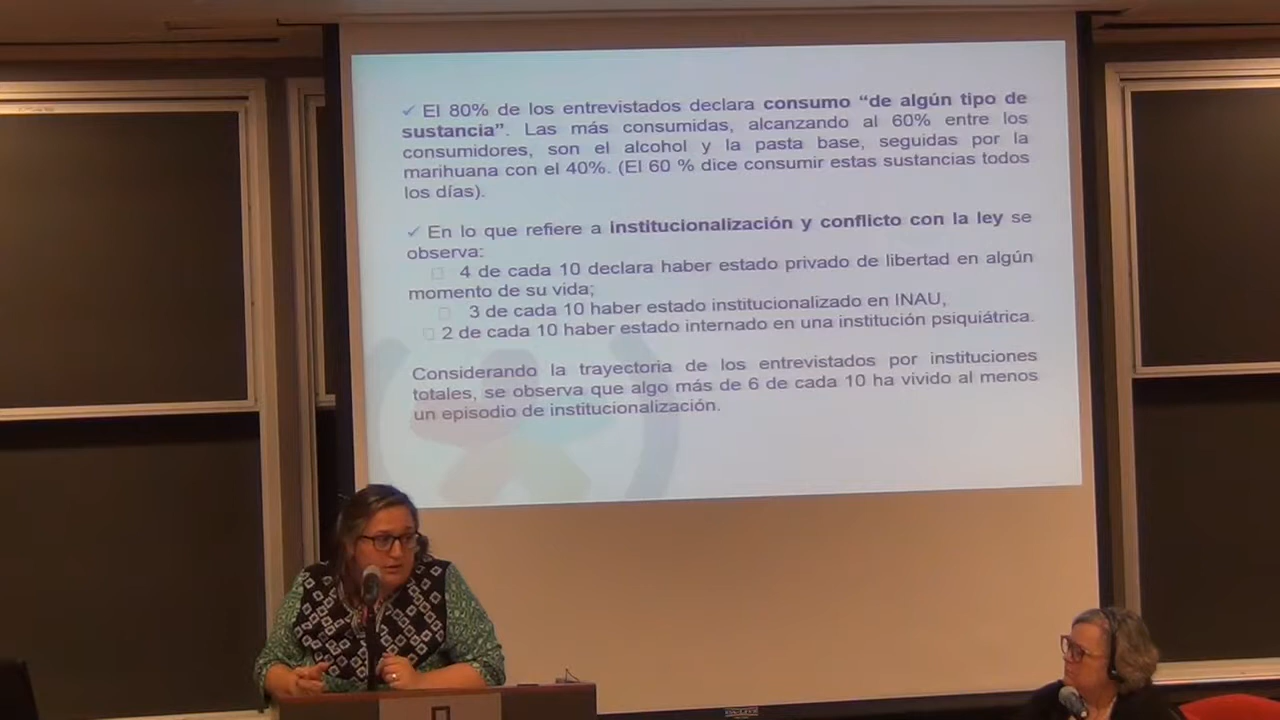 ✓ El 80% de los entrevistados declara consumo “de algún tipo de
sustancia”. Las más consumidas, alcanzando al 60% entre los
consumidores, son el alcohol y la pasta base, seguidas por la
marihuana con el 40%. (El 60 % dice consumir estas sustancias todos
los días).
✓ En lo que refiere a institucionalización y conflicto con la ley se
observa:
4 de cada 10 declara haber estado privado de libertad en algún
momento de su vida;
3 de cada 10 haber estado institucionalizado en INAU,
2 de cada 10 haber estado internado en una institución psiquiátrica.
Considerando la trayectoria de los entrevistados por instituciones
totales, se observa que algo más de 6 de cada 10 ha vivido al menos
un episodio de institucionalización.